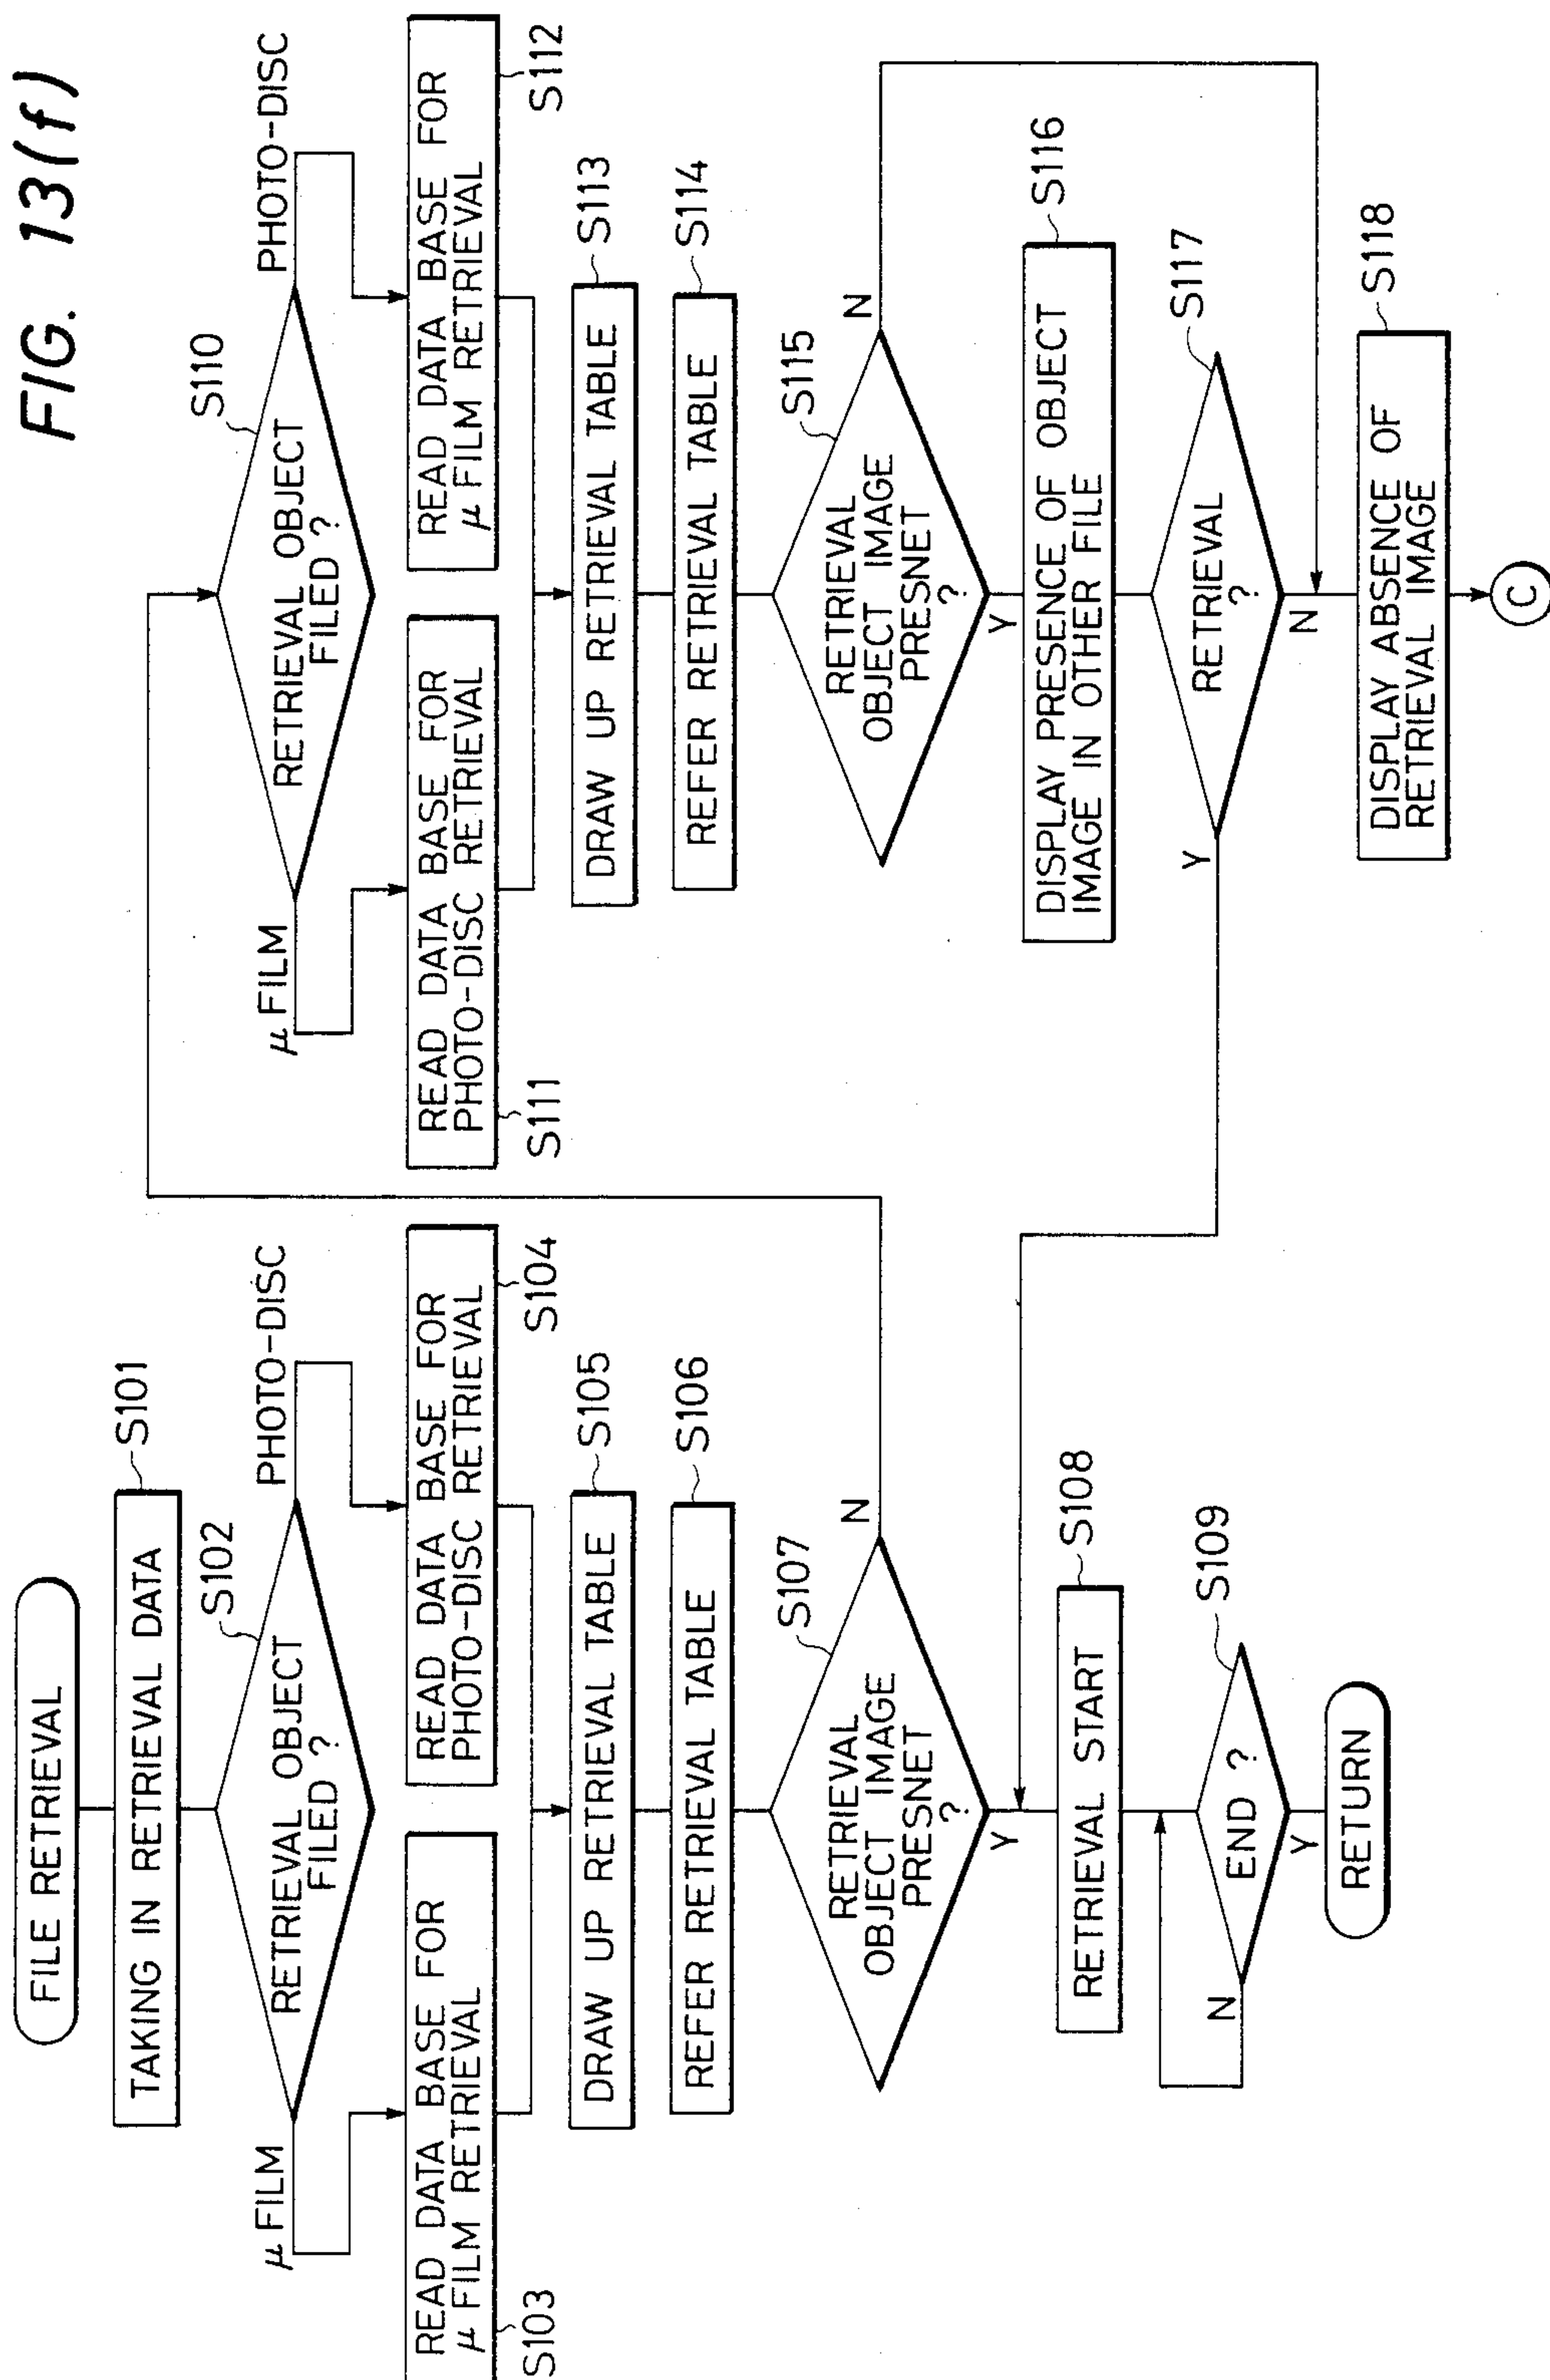 FIG. 13(f)
FILE RETRIEVAL
TAKING IN RETRIEVAL DATA
S101
RETRIEVAL OBJECT
FILED ?
S102
μ FILM
PHOTO-DISC
READ DATA BASE FOR
μ FILM RETRIEVAL
S103
READ DATA BASE FOR
PHOTO-DISC RETRIEVAL
S104
DRAW UP RETRIEVAL TABLE
S105
REFER RETRIEVAL TABLE
S106
RETRIEVAL
OBJECT IMAGE
PRESNET
?
S107
N
Y
RETRIEVAL START
S108
END ?
S109
N
Y
RETURN
RETRIEVAL OBJECT
FILED ?
S110
μ FILM
PHOTO-DISC
READ DATA BASE FOR
PHOTO-DISC RETRIEVAL
S111
READ DATA BASE FOR
μ FILM RETRIEVAL
S112
DRAW UP RETRIEVAL TABLE
S113
REFER RETRIEVAL TABLE
S114
RETRIEVAL
OBJECT IMAGE
PRESNET
?
S115
N
Y
DISPLAY PRESENCE OF OBJECT
IMAGE IN OTHER FILE
S116
RETRIEVAL
?
S117
Y
N
DISPLAY ABSENCE OF
RETRIEVAL IMAGE
S118
C